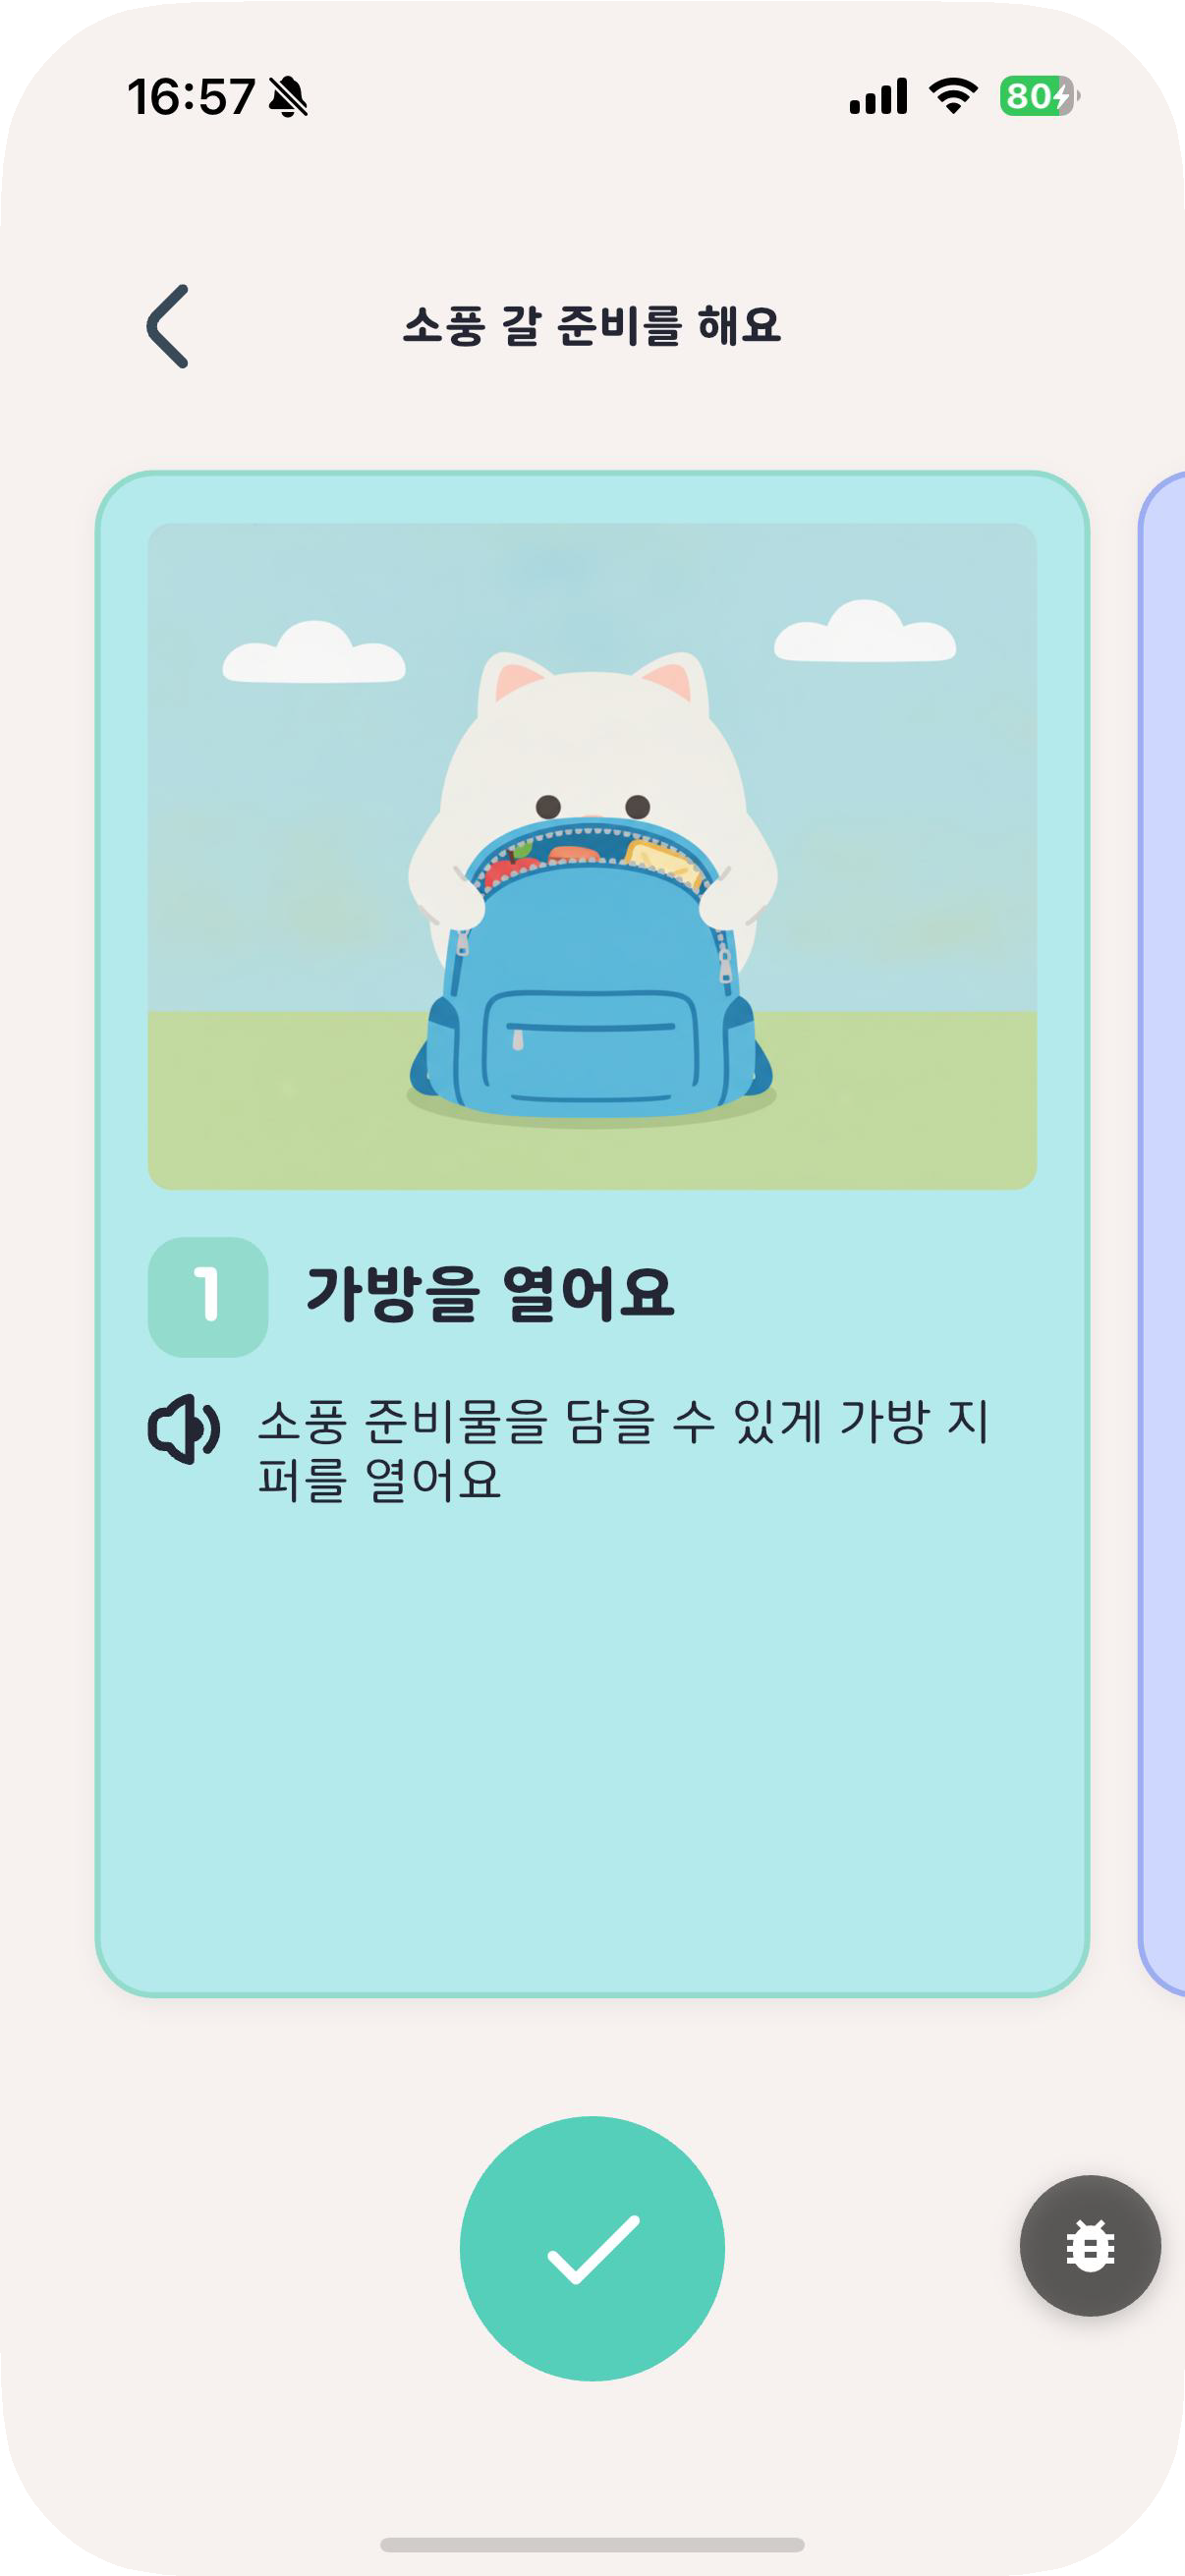 16:57
80
소풍 갈 준비를 해요
1 가방을 열어요
소풍 준비물을 담을 수 있게 가방 지
퍼를 열어요